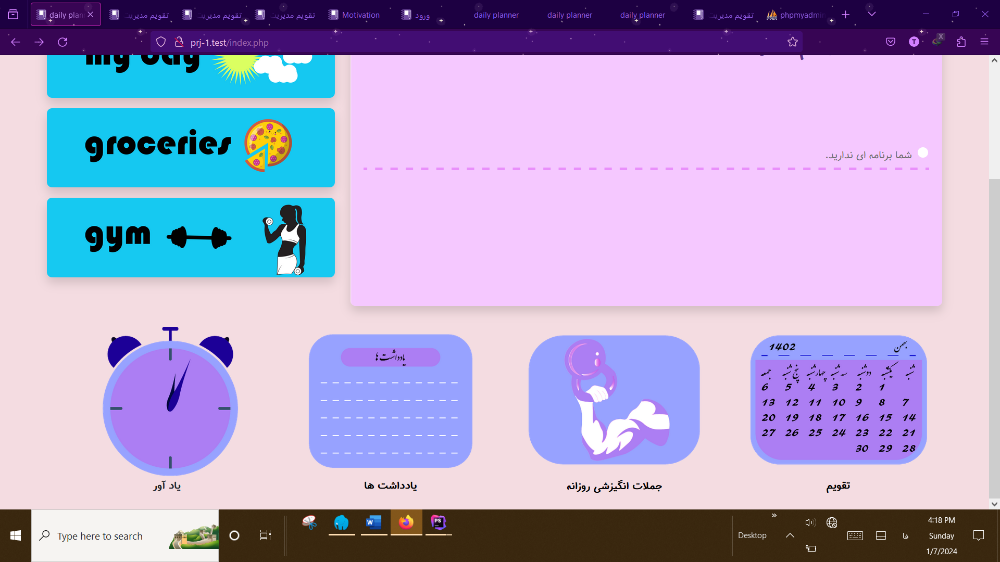 daily plan
تقویم مدیریت
تقویم مدیریت
تقویم مدیریت
Motivation
ورود
daily planner
daily planner
daily planner
تقویم مدیریت
phpmyadmin
prj-1.test/index.php
T
X
my day
groceries
gym
شما برنامه ای ندارید.
یادداشت ها
1402 بهمن
شنبه یکشنبه دوشنبه سه شنبه چهارشنبه پنج شنبه جمعه
6 5 4 3 2 1
13 12 11 10 9 8 7
20 19 18 17 16 15 14
27 26 25 24 23 22 21
30 29 28
یاد آور
یادداشت ها
جملات انگیزشی روزانه
تقویم
Type here to search
W
PS
Desktop
فا
4:18 PM
Sunday
1/7/2024